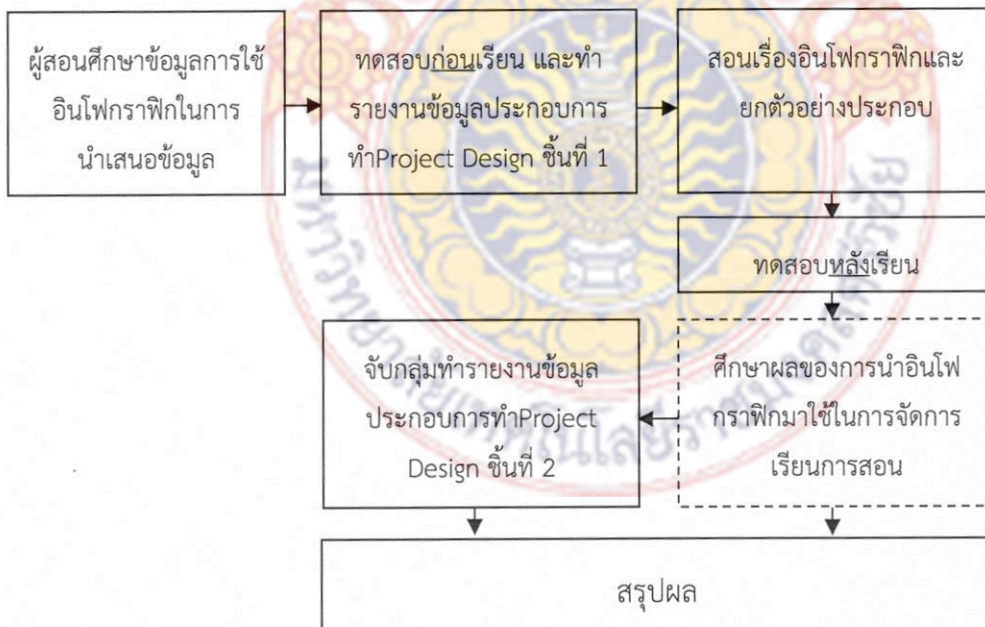 ผู้สอนศึกษาข้อมูลการใช้
อินโฟกราฟิกในการ
นำเสนอข้อมูล
ทดสอบก่อนเรียน และทำ
รายงานข้อมูลประกอบการ
ทำProject Design ชิ้นที่ 1
สอนเรื่องอินโฟกราฟิกและ
ยกตัวอย่างประกอบ
ทดสอบหลังเรียน
ศึกษาผลของการนำอินโฟ
กราฟิกมาใช้ในการจัดการ
เรียนการสอน
จับกลุ่มทำรายงานข้อมูล
ประกอบการทำProject
Design ชิ้นที่ 2
สรุปผล